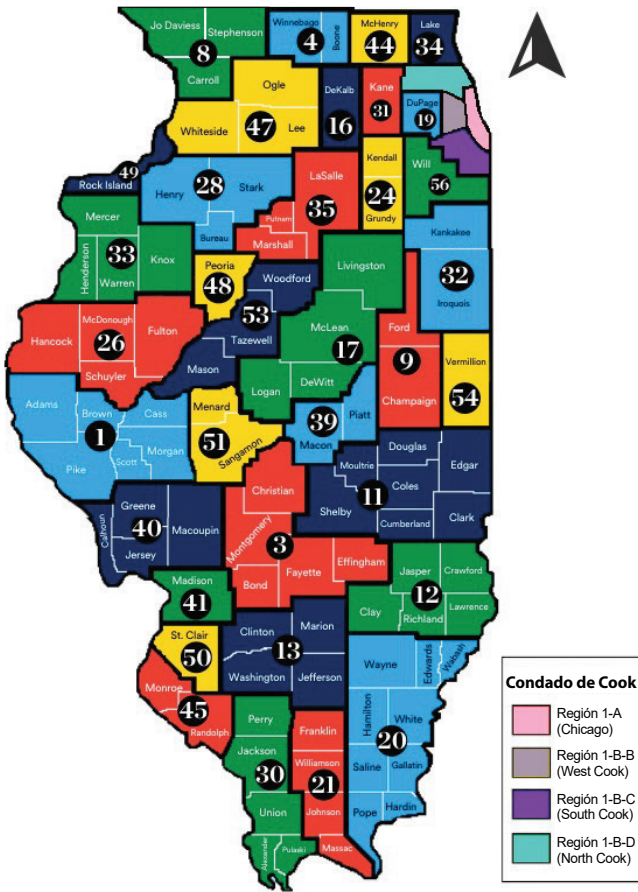 Jo Daviess
Stephenson
8
Carroll
Winnebago
4
Boone
McHenry
44
Lake
34
Ogle
Whiteside
47
Lee
DeKalb
16
Kane
31
DuPage
19
Kendall
24
Grundy
Will
56
49
Rock Island
Henry
28
Stark
Bureau
LaSalle
35
Putnam
Marshall
Mercer
33
Henderson
Warren
Knox
Peoria
48
Woodford
53
Tazewell
Mason
Livingston
McLean
17
Logan
DeWitt
Kankakee
32
Iroquois
Ford
9
Champaign
Vermillion
54
Hancock
McDonough
26
Fulton
Schuyler
Adams
Brown
Cass
1
Pike
Scott
Morgan
Menard
51
Sangamon
39
Macon
Piatt
Douglas
Edgar
Moultrie
Coles
11
Shelby
Cumberland
Clark
Greene
40
Macoupin
Calhoun
Jersey
Christian
Montgomery
3
Effingham
Fayette
Bond
Jasper
Crawford
12
Clay
Richland
Lawrence
Madison
41
Clinton
Marion
13
Washington
Jefferson
St. Clair
50
Monroe
45
Randolph
Wayne
Edwards
Wabash
Hamilton
White
20
Saline
Gallatin
Pope
Hardin
Perry
Jackson
30
Union
Alexander
Pulaski
Franklin
Williamson
21
Johnson
Massac
Condado de Cook
Región 1-A
(Chicago)
Región 1-B-B
(West Cook)
Región 1-B-C
(South Cook)
Región 1-B-D
(North Cook)